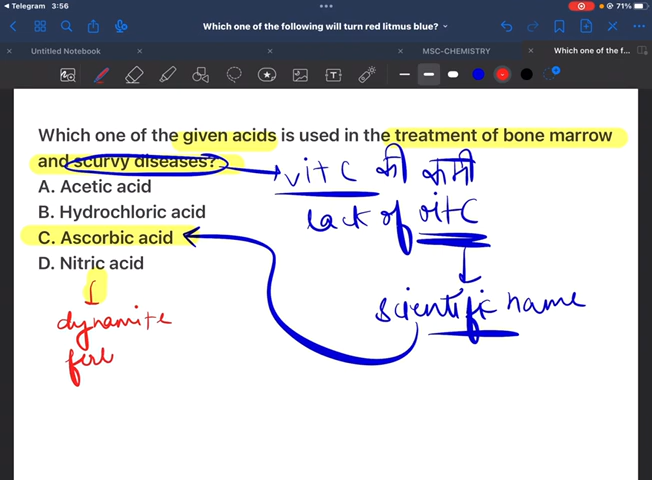 Telegram 3:56
71%
Which one of the following will turn red litmus blue?
Untitled Notebook
MSC-CHEMISTRY
Which one of the f...
Which one of the given acids is used in the treatment of bone marrow
and scurvy diseases?
vit C की कमी
A. Acetic acid
B. Hydrochloric acid
lack of vit C
C. Ascorbic acid
D. Nitric acid
scientific name
dynamite